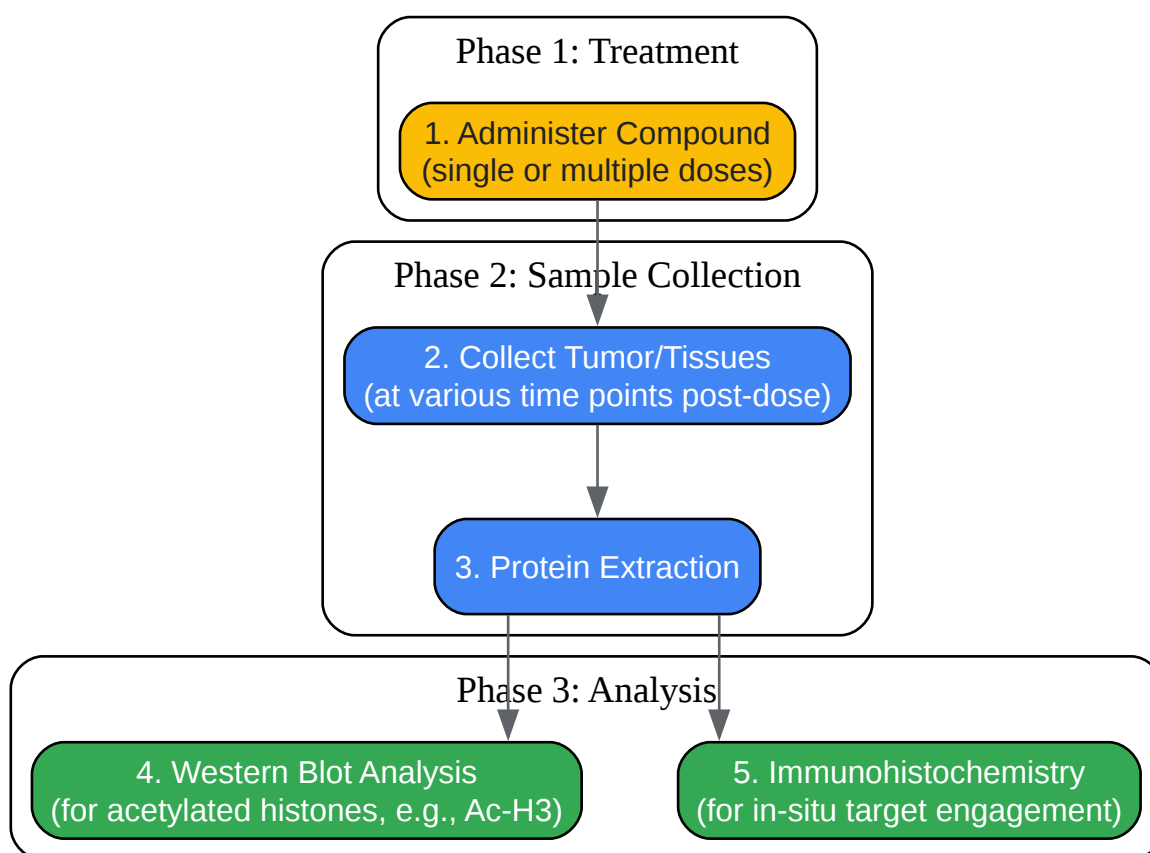 Phase 1: Treatment
1. Administer Compound
(single or multiple doses)
Phase 2: Sample Collection
2. Collect Tumor/Tissues
(at various time points post-dose)
3. Protein Extraction
Phase 3: Analysis
4. Western Blot Analysis
(for acetylated histones, e.g., Ac-H3)
5. Immunohistochemistry
(for in-situ target engagement)